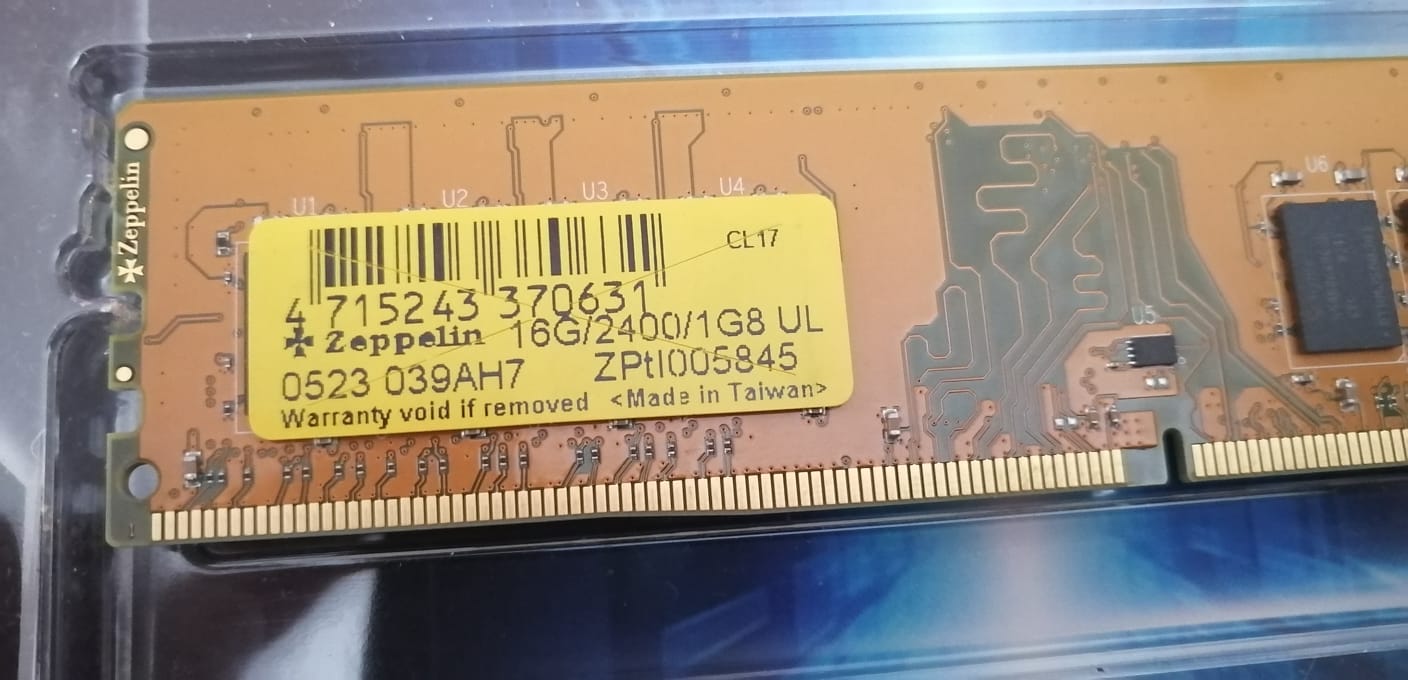 Zeppelin
U1
U2
U3
U4
CL17
4 715243 370631
Zeppelin 16G/2400/1G8 UL
0523 039AH7 ZPtI005845
Warranty void if removed <Made in Taiwan>
U5
U6
1